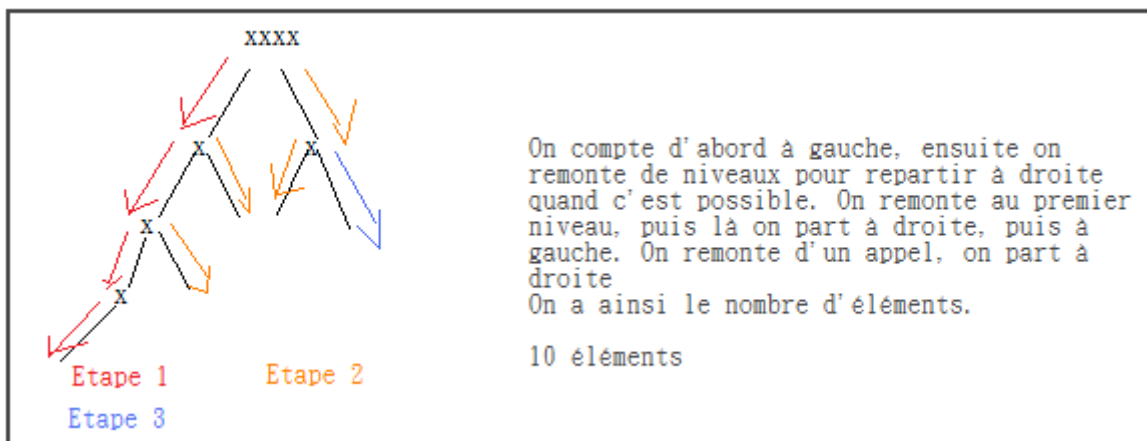 xxxx
x
x
x
x
On compte d'abord à gauche, ensuite on
remonte de niveaux pour repartir à droite
quand c'est possible. On remonte au premier
niveau, puis là on part à droite, puis à
gauche. On remonte d'un appel, on part à
droite
On a ainsi le nombre d'éléments.
10 éléments
Etape 1
Etape 2
Etape 3